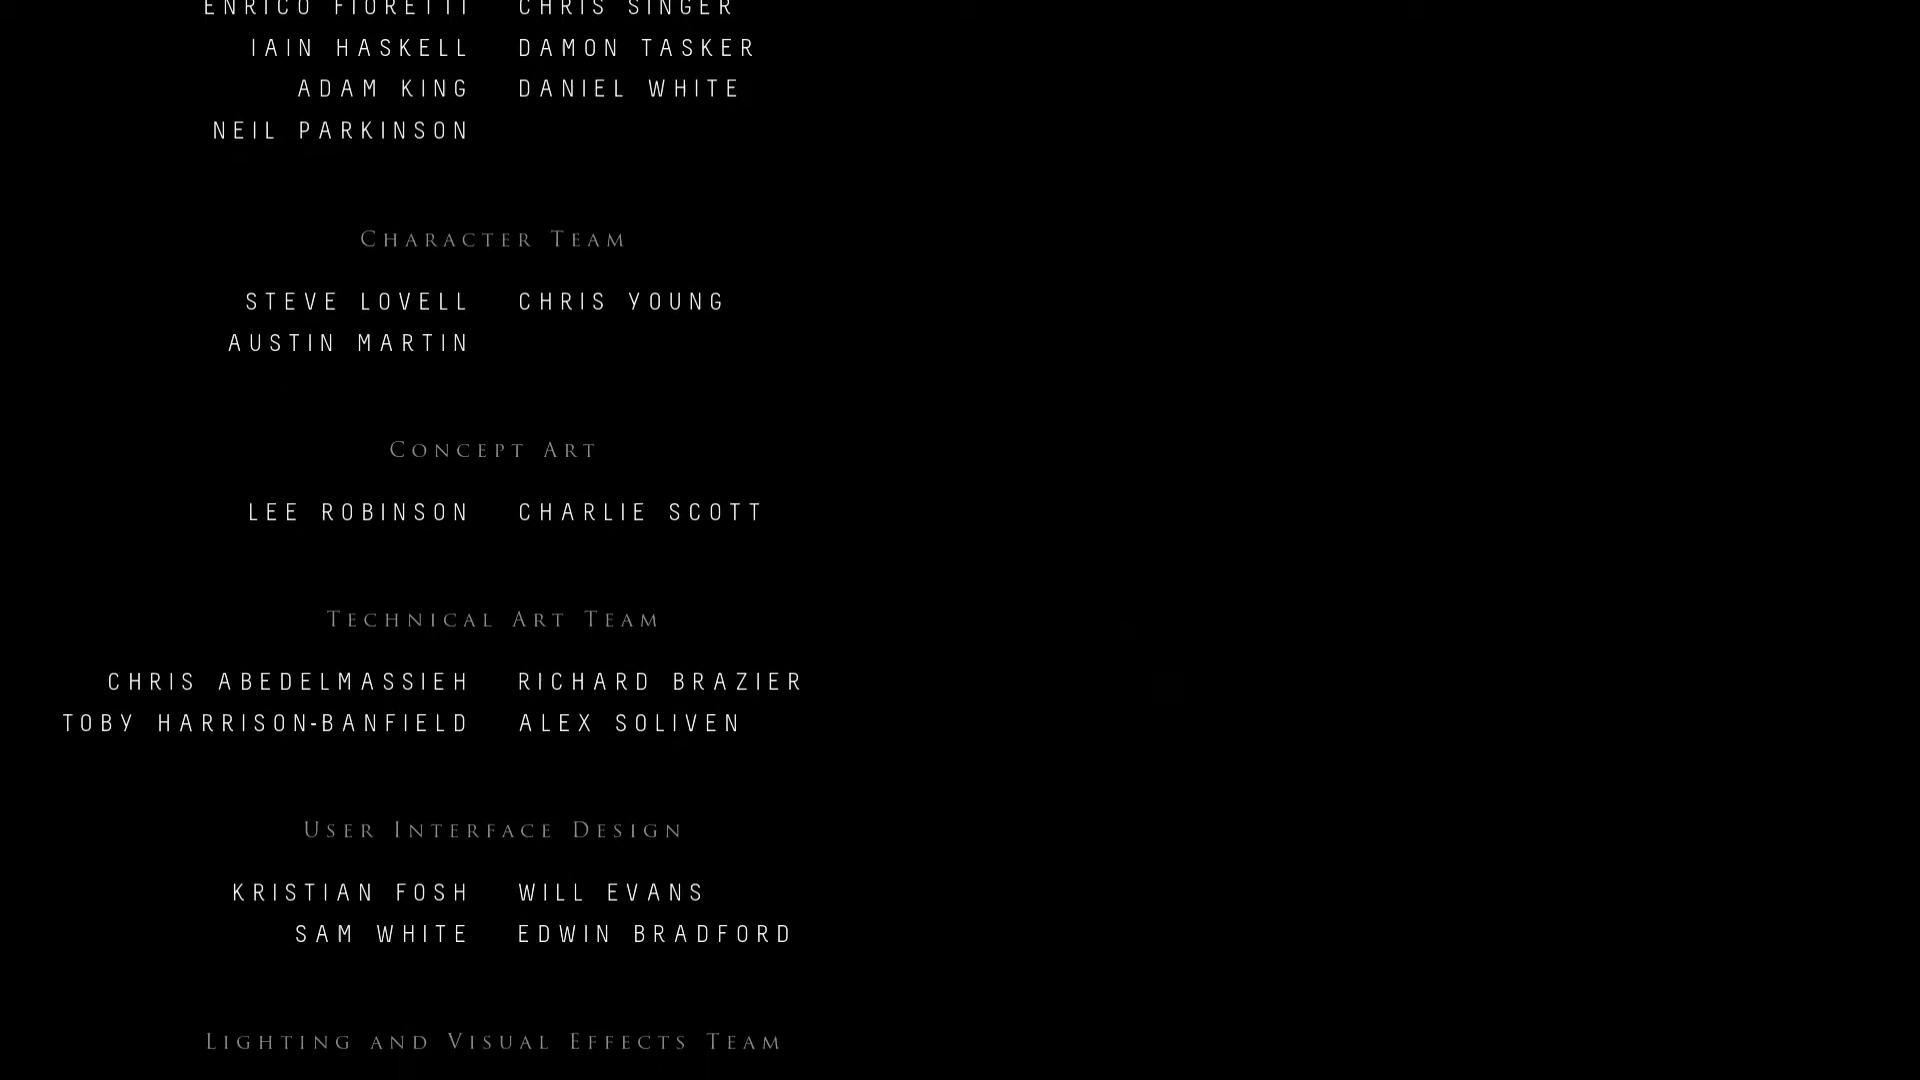 ENRICO FIORETTI CHRIS SINGER
IAIN HASKELL DAMON TASKER
ADAM KING DANIEL WHITE
NEIL PARKINSON
CHARACTER TEAM
STEVE LOVELL CHRIS YOUNG
AUSTIN MARTIN
CONCEPT ART
LEE ROBINSON CHARLIE SCOTT
TECHNICAL ART TEAM
CHRIS ABEDELMASSIEH RICHARD BRAZIER
TOBY HARRISON-BANFIELD ALEX SOLIVEN
USER INTERFACE DESIGN
KRISTIAN FOSH WILL EVANS
SAM WHITE EDWIN BRADFORD
LIGHTING AND VISUAL EFFECTS TEAM